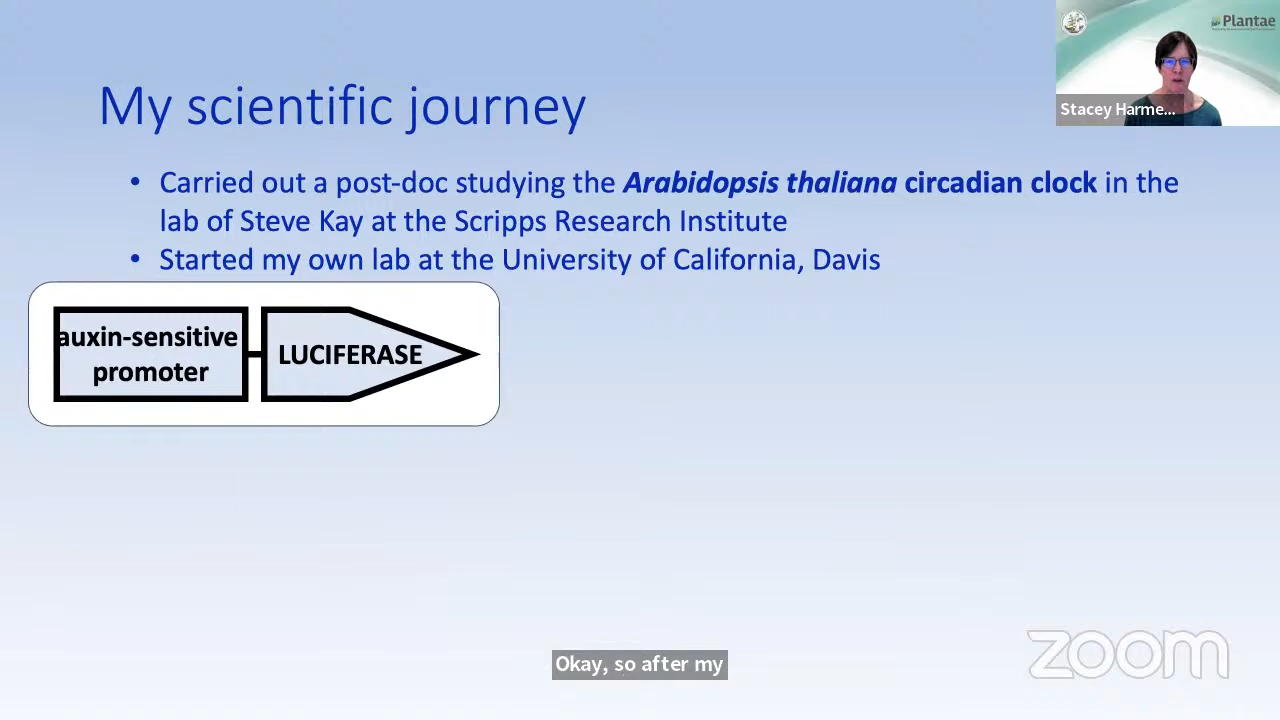 Plantae
Stacey Harme...
My scientific journey
• Carried out a post-doc studying the Arabidopsis thaliana circadian clock in the
lab of Steve Kay at the Scripps Research Institute
• Started my own lab at the University of California, Davis
auxin-sensitive
promoter
LUCIFERASE
Okay, so after my
zoom